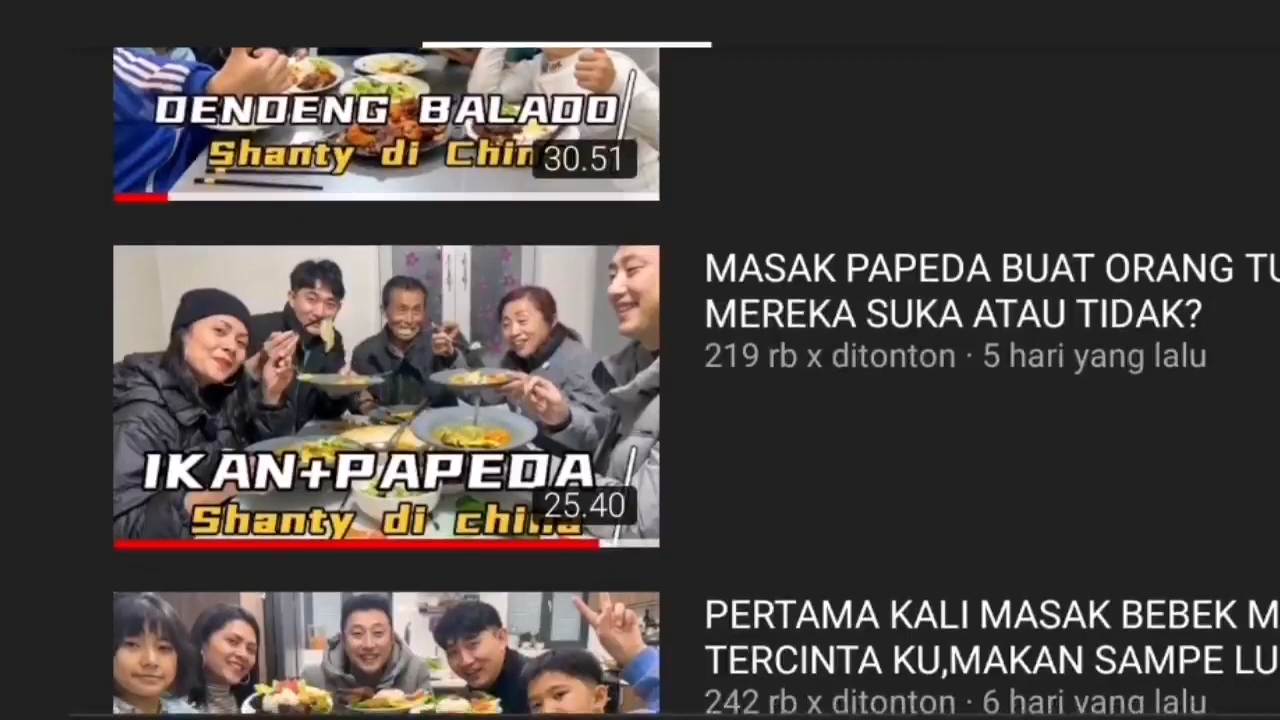 DENDENG BALADO
Shanty di Chin
30.51
MASAK PAPEDA BUAT ORANG TU
MEREKA SUKA ATAU TIDAK?
219 rb x ditonton · 5 hari yang lalu
IKAN+PAPEDA
Shanty di china
25.40
PERTAMA KALI MASAK BEBEK M
TERCINTA KU,MAKAN SAMPE LU
242 rb x ditonton · 6 hari yang lalu